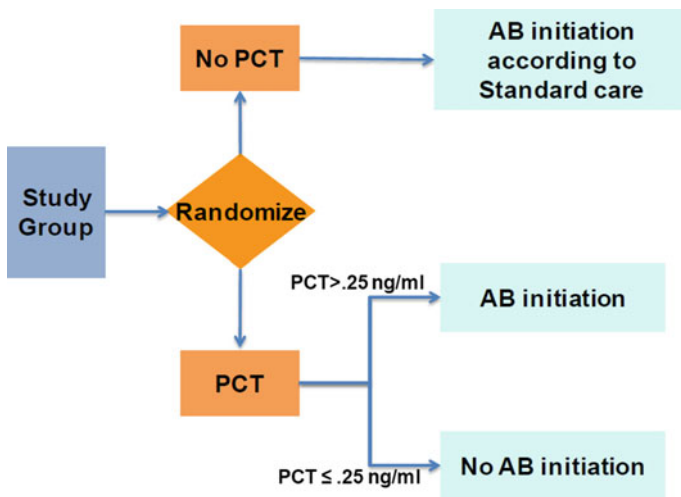 No PCT
AB initiation
according to
Standard care
Study
Group
Randomize
PCT>.25 ng/ml
AB initiation
PCT
PCT ≤ .25 ng/ml
No AB initiation